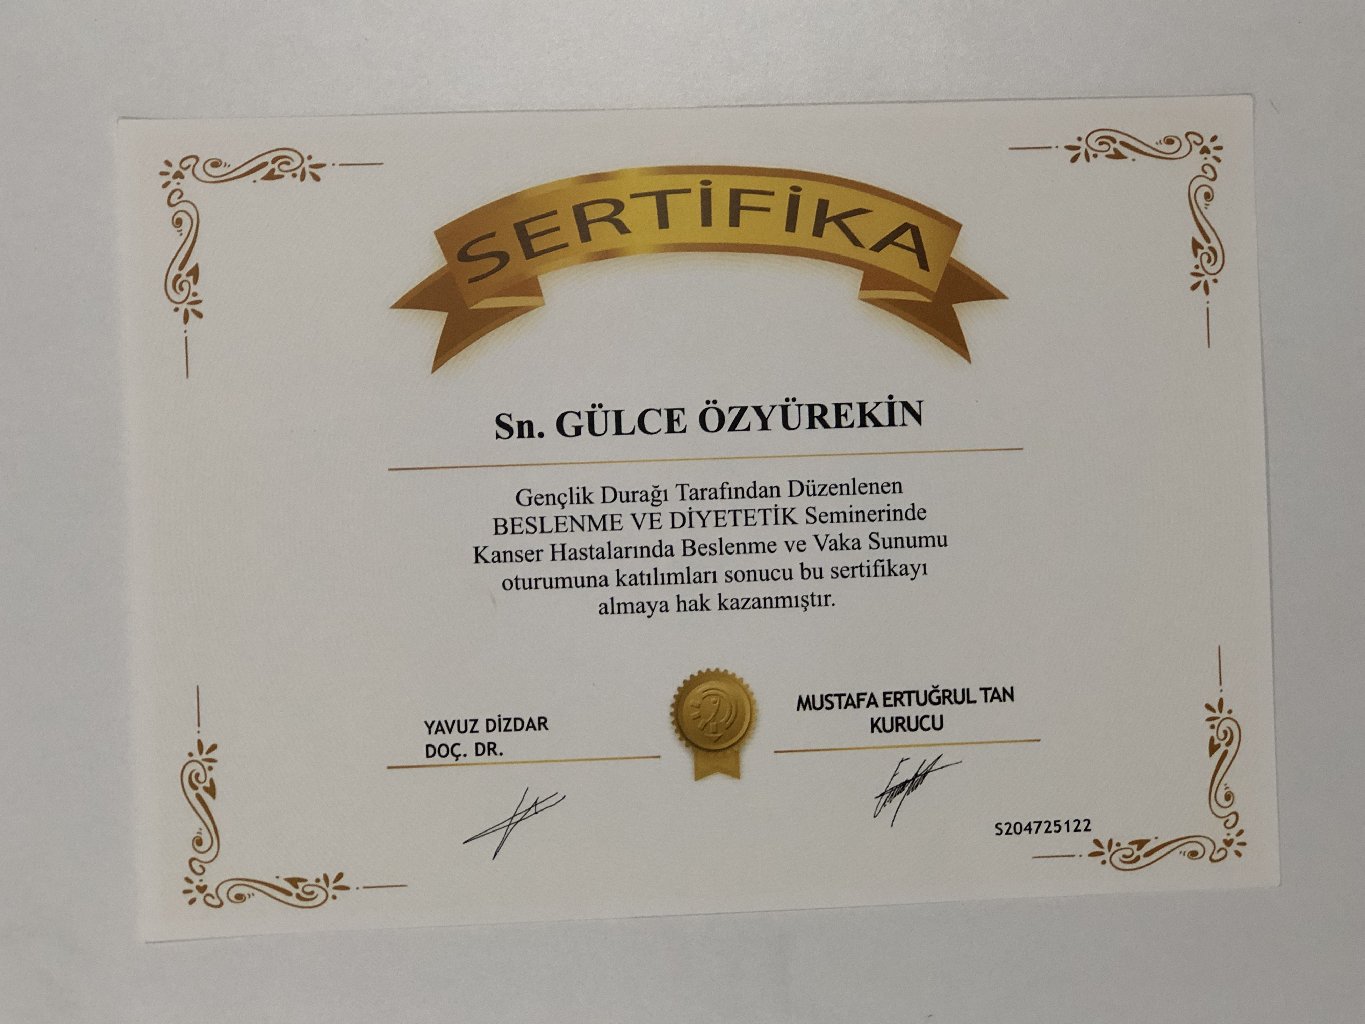 SERTİFİKA
Sn. GÜLCE ÖZYÜREKİN
Gençlik Durağı Tarafından Düzenlenen
BESLENME VE DİYETETİK Seminerinde
Kanser Hastalarında Beslenme ve Vaka Sunumu
oturumuna katılımları sonucu bu sertifikayı
almaya hak kazanmıştır.
YAVUZ DİZDAR
DOÇ. DR.
MUSTAFA ERTUĞRUL TAN
KURUCU
S204725122